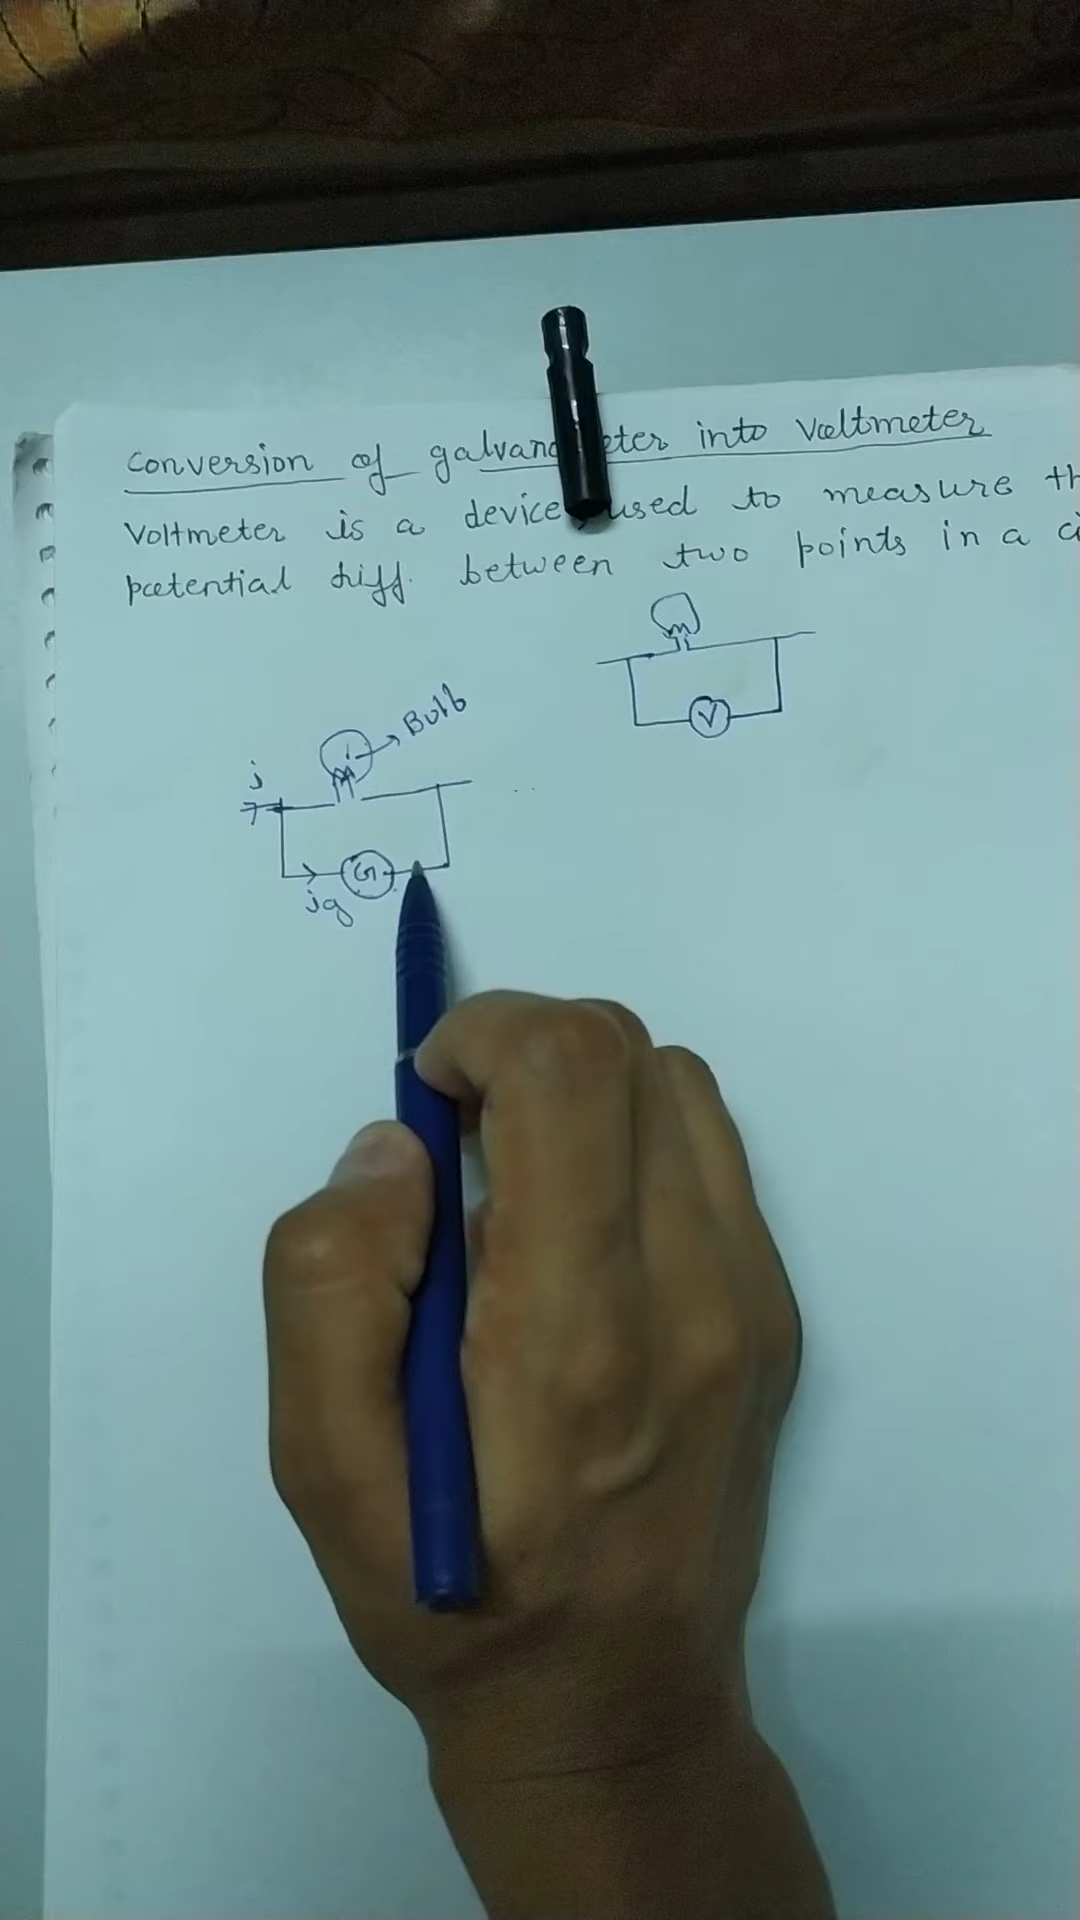 conversion of galvan eter into voltmeter
Voltmeter is a device, used to measure th
potential diff. between two points in a ci
V
Bulb
i
G
ig